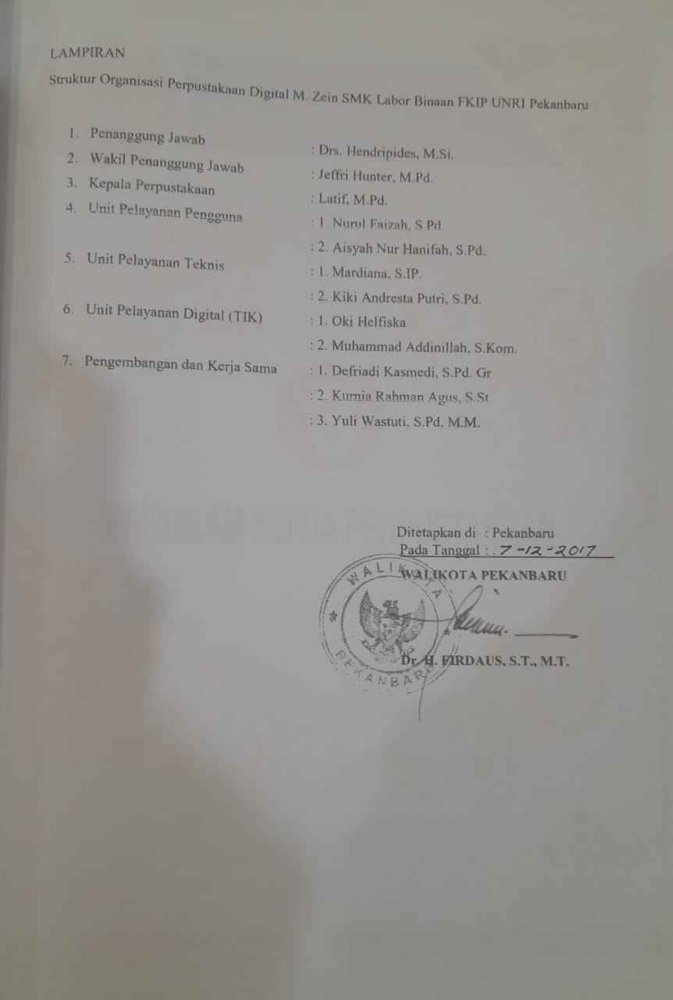 LAMPIRAN
Struktur Organisasi Perpustakaan Digital M. Zein SMK Labor Binaan FKIP UNRI Pekanbaru
1. Penanggung Jawab : Drs. Hendripides, M.Si.
2. Wakil Penanggung Jawab : Jeffri Hunter, M.Pd.
3. Kepala Perpustakaan : Latif, M.Pd.
4. Unit Pelayanan Pengguna : 1. Nurul Faizah, S.Pd.
: 2. Aisyah Nur Hanifah, S.Pd.
5. Unit Pelayanan Teknis : 1. Mardiana, S.IP.
: 2. Kiki Andresta Putri, S.Pd.
6. Unit Pelayanan Digital (TIK) : 1. Oki Helfiska
: 2. Muhammad Addinillah, S.Kom.
7. Pengembangan dan Kerja Sama : 1. Defriadi Kasmedi, S.Pd. Gr
: 2. Kurnia Rahman Agus, S.St
: 3. Yuli Wastuti, S.Pd, M.M.
PROGRAM KERJA PERPUSTAKAAN
Ditetapkan di : Pekanbaru
Pada Tanggal : . 7-12-2017
WALIKOTA PEKANBARU
WALIKOTA
PEKANBARU
Dr. H. FIRDAUS, S.T., M.T.